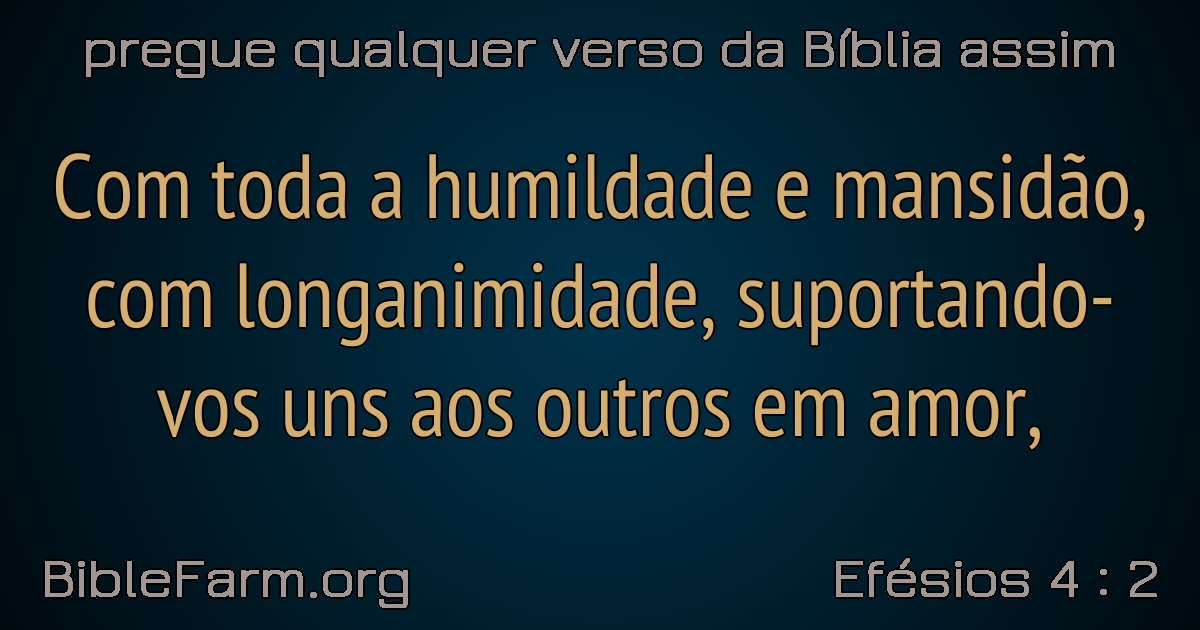 pregue qualquer verso da Bíblia assim
Com toda a humildade e mansidão,
com longanimidade, suportando-
vos uns aos outros em amor,
BibleFarm.org
Efésios 4 : 2